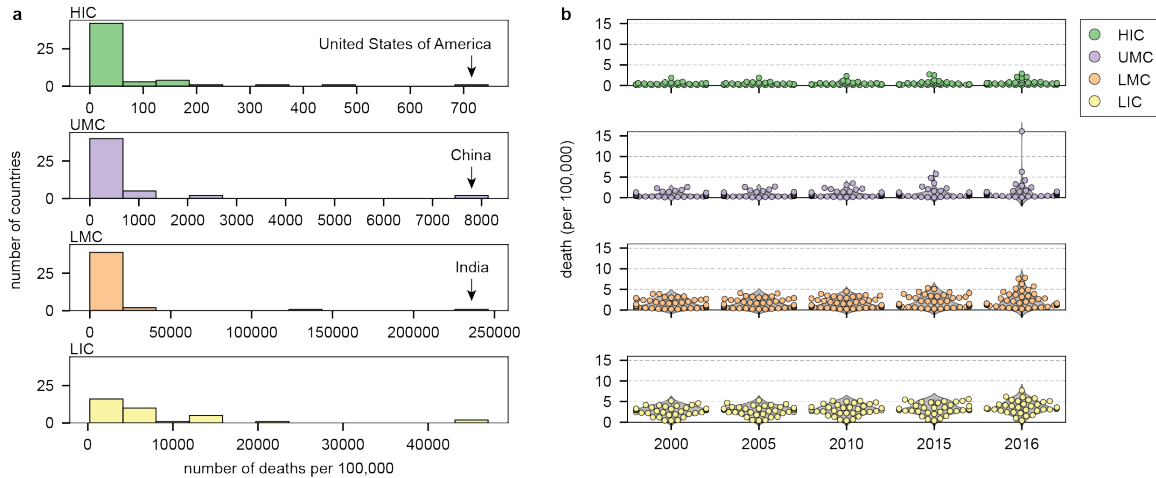 a
HIC
United States of America
25
0
0 100 200 300 400 500 600 700
UMC
China
25
0
0 1000 2000 3000 4000 5000 6000 7000 8000
LMC
India
25
0
0 50000 100000 150000 200000 250000
LIC
25
0
0 10000 20000 30000 40000
number of countries
number of deaths per 100,000
b
15
10
5
0
15
10
5
0
15
10
5
0
15
10
5
0
2000 2005 2010 2015 2016
death (per 100,000)
HIC
UMC
LMC
LIC